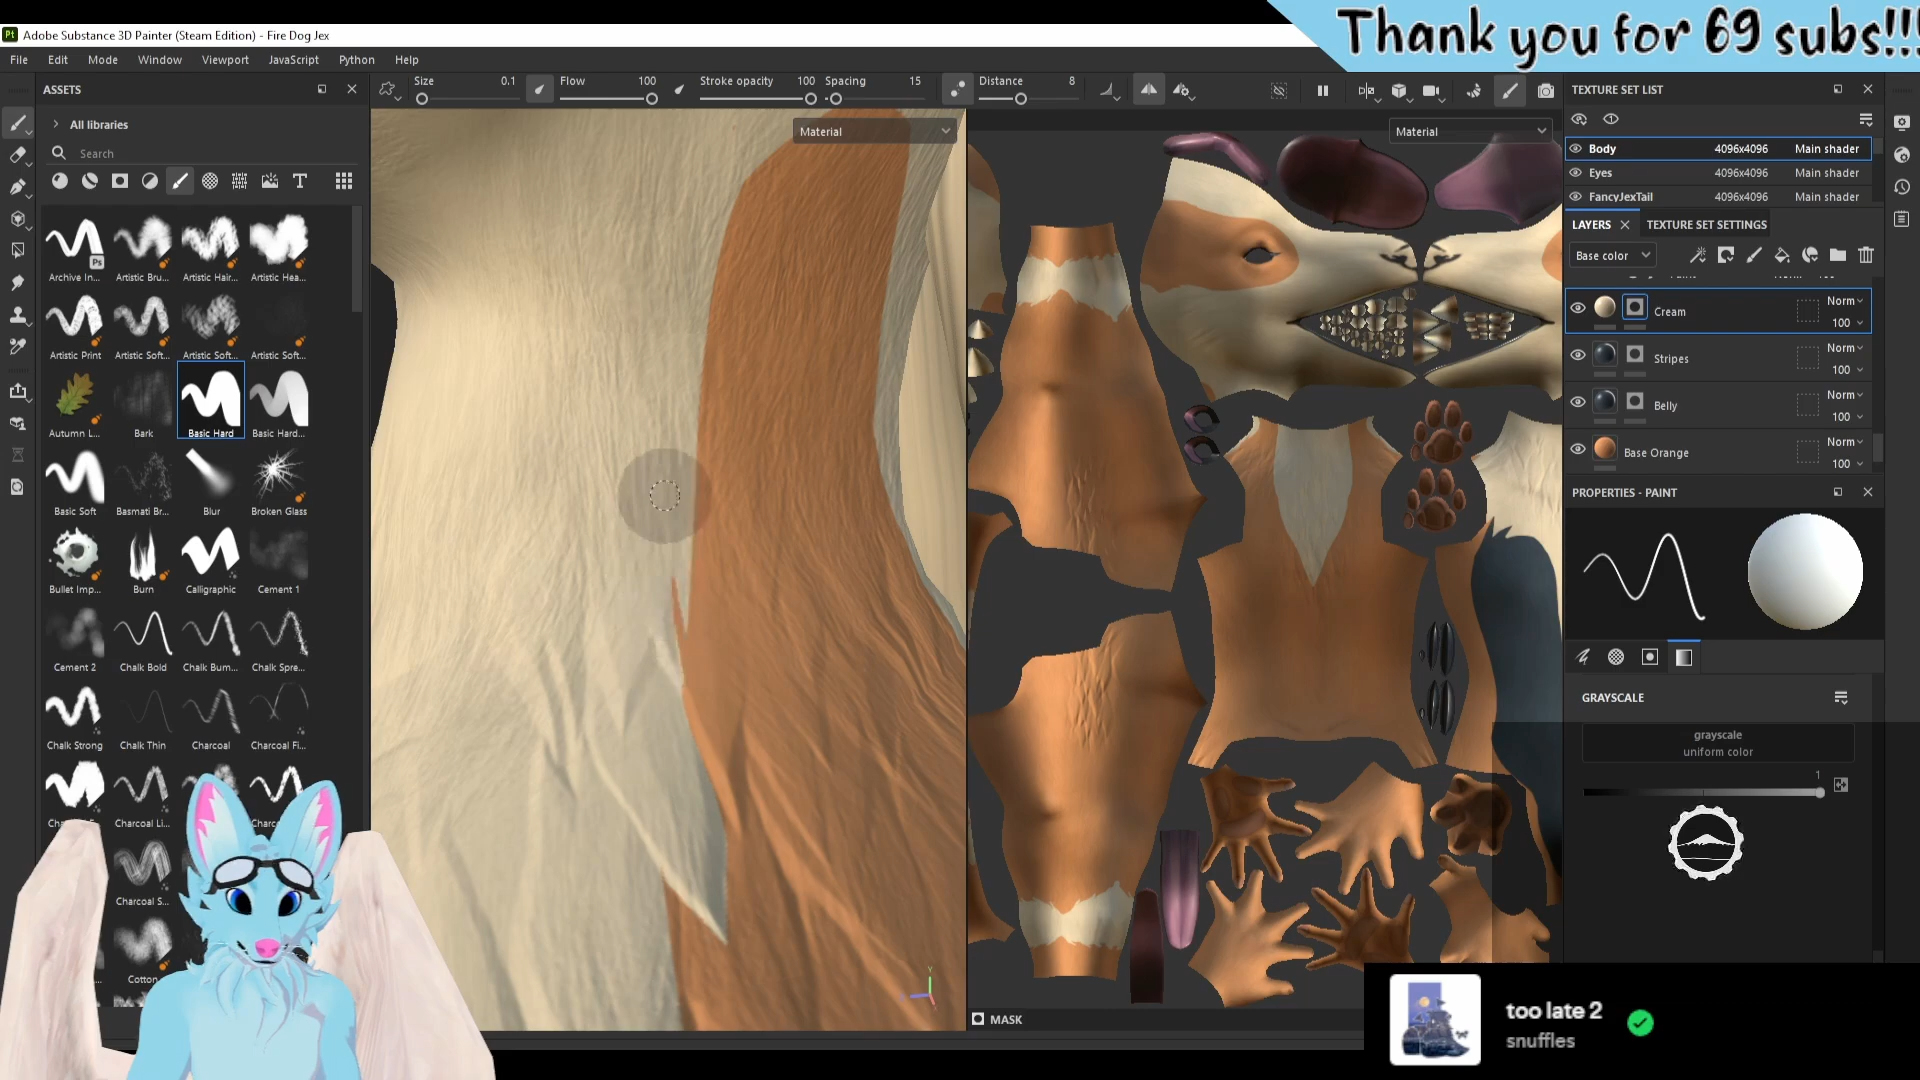 Thank you for 69 subs!!!
Adobe Substance 3D Painter (Steam Edition) - Fire Dog Jex
File Edit Mode Window Viewport JavaScript Python Help
ASSETS
Size 0.1 Flow 100 Stroke opacity 100 Spacing 15 Distance 8
All libraries
Search
Material
Material
Archive In... Artistic Bru... Artistic Hair... Artistic Hea...
Artistic Print Artistic Soft... Artistic Soft... Artistic Soft...
Autumn L... Bark Basic Hard Basic Hard...
Basic Soft Basmati Br... Blur Broken Glass
Bullet Imp... Burn Calligraphic Cement 1
Cement 2 Chalk Bold Chalk Bum... Chalk Spre...
Chalk Strong Chalk Thin Charcoal Charcoal Fi...
Charcoal Li...
Charcoal S...
Cotton
MASK
TEXTURE SET LIST
Body 4096x4096 Main shader
Eyes 4096x4096 Main shader
FancyJexTail 4096x4096 Main shader
LAYERS TEXTURE SET SETTINGS
Base color
Cream Norm 100
Stripes Norm 100
Belly Norm 100
Base Orange Norm 100
PROPERTIES - PAINT
GRAYSCALE
grayscale
uniform color
1
too late 2
snuffles